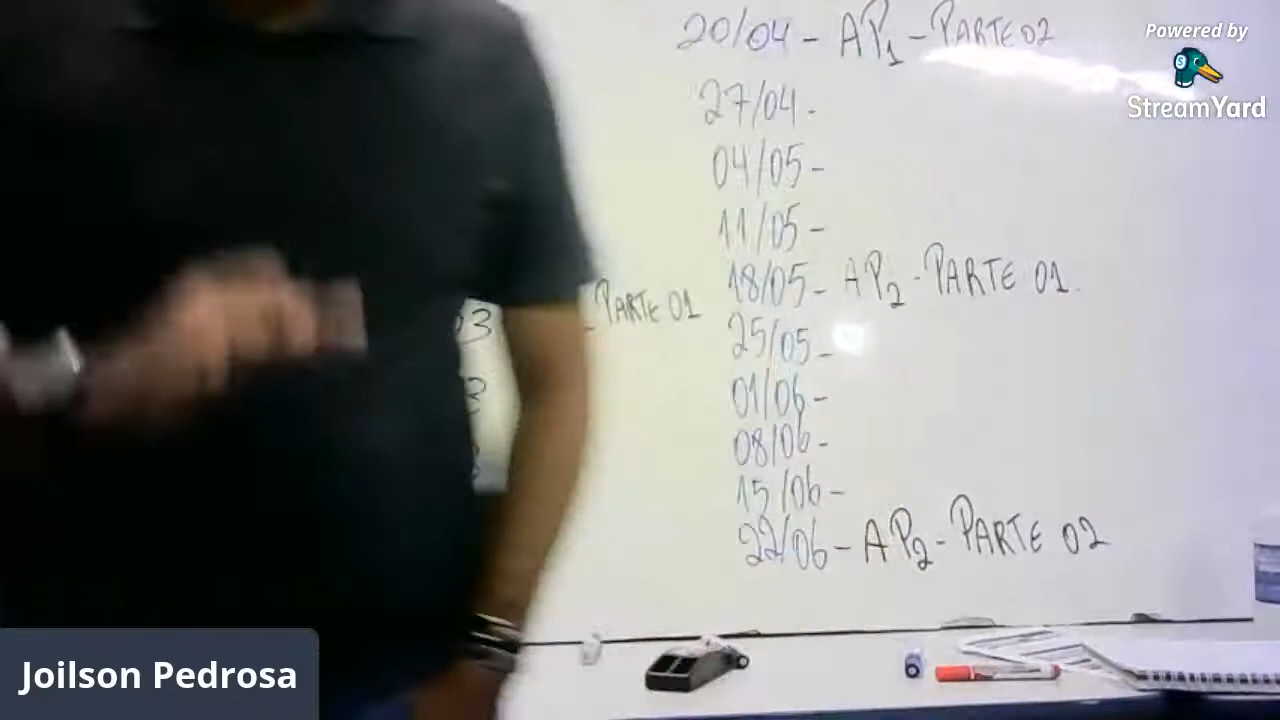 20/04 - AP1 - PARTE 02
27/04 -
04/05 -
11/05 -
18/05 - AP2 - PARTE 01
25/05 -
01/06 -
08/06 -
15/06 -
22/06 - AP2 - PARTE 02
03
- PARTE 01
Powered by
StreamYard
Joilson Pedrosa